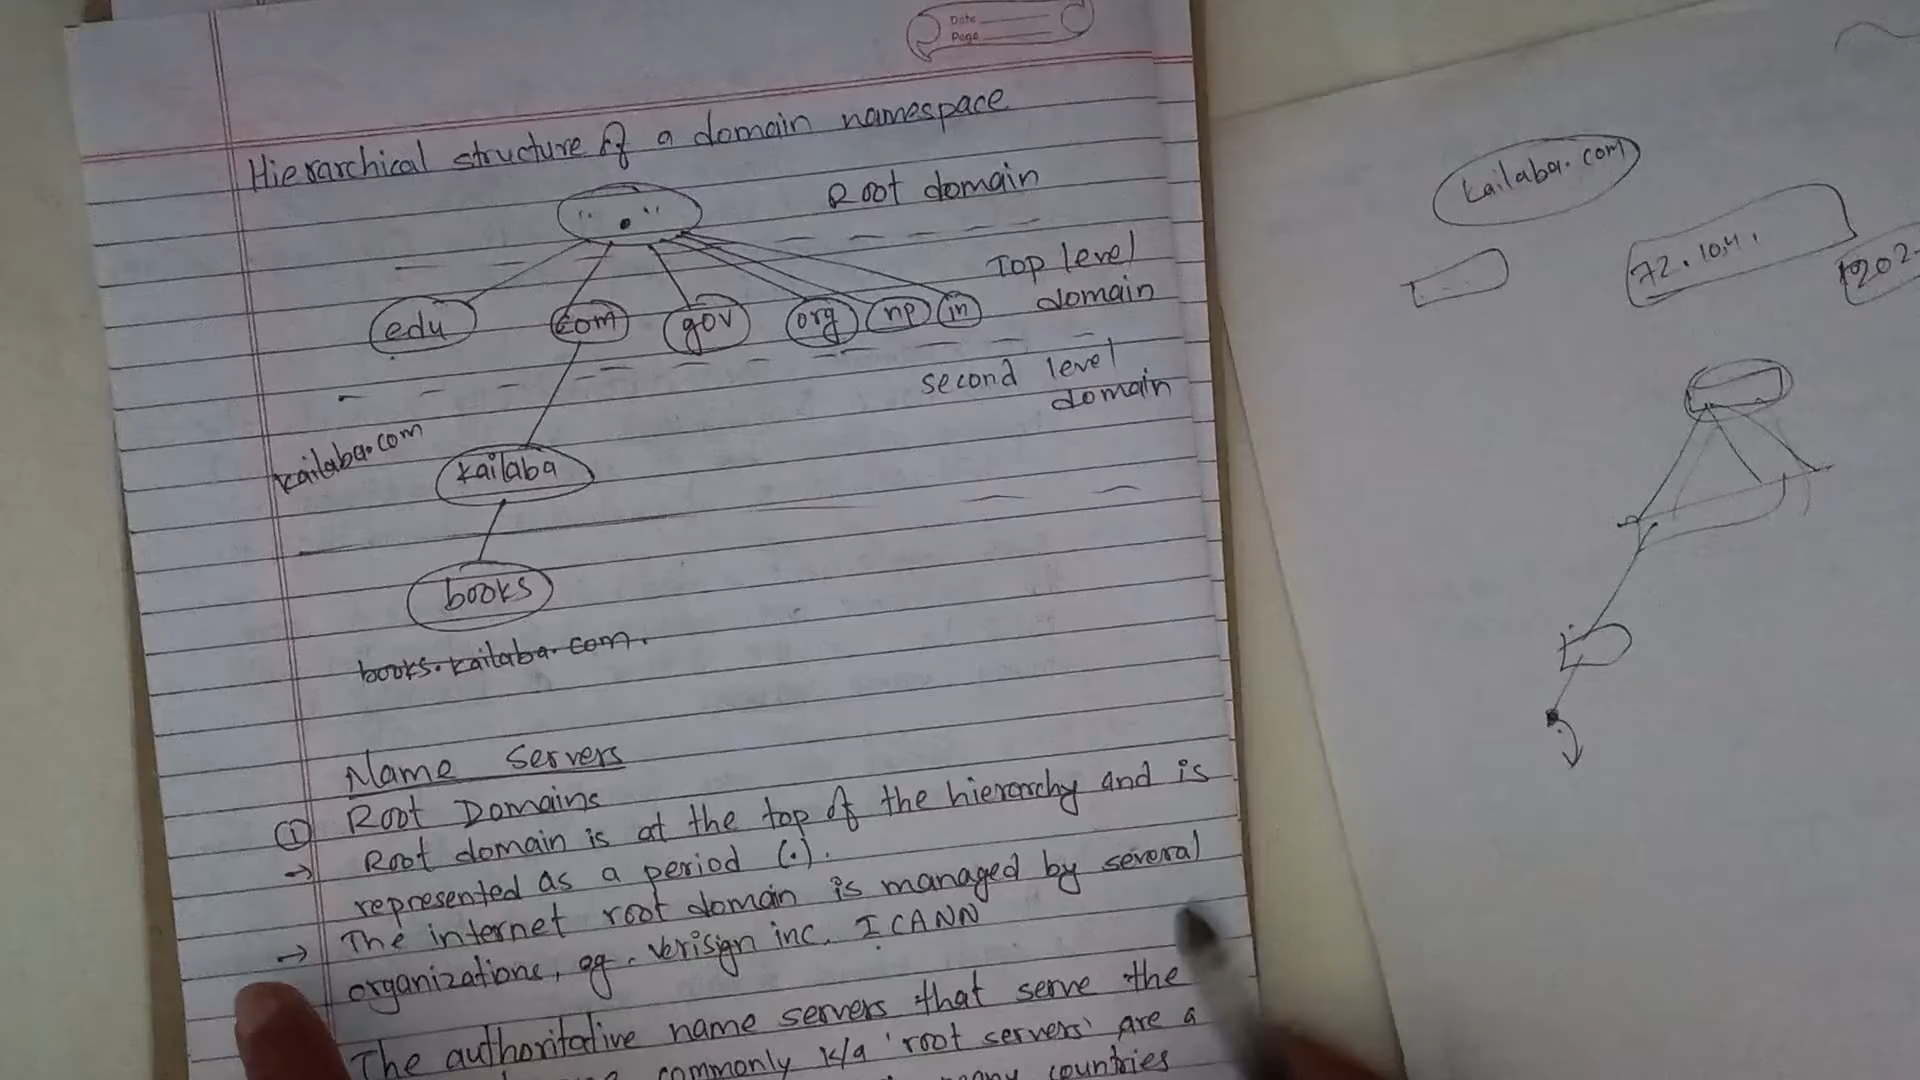 Date
Page
Hierarchical structure of a domain namespace
Root domain
" . "
Top level
domain
edu com gov org np in
second level
domain
kailaba.com
kailaba
books
books.kailaba.com.
Name servers
① Root Domains
→ Root domain is at the top of the hierarchy and is
represented as a period (.).
→ The internet root domain is managed by several
organizations, eg. Verisign inc. ICANN
The authoritative name servers that serve the
commonly k/a 'root servers' are a
many countries
kailaba.com
72.10.4.
202.